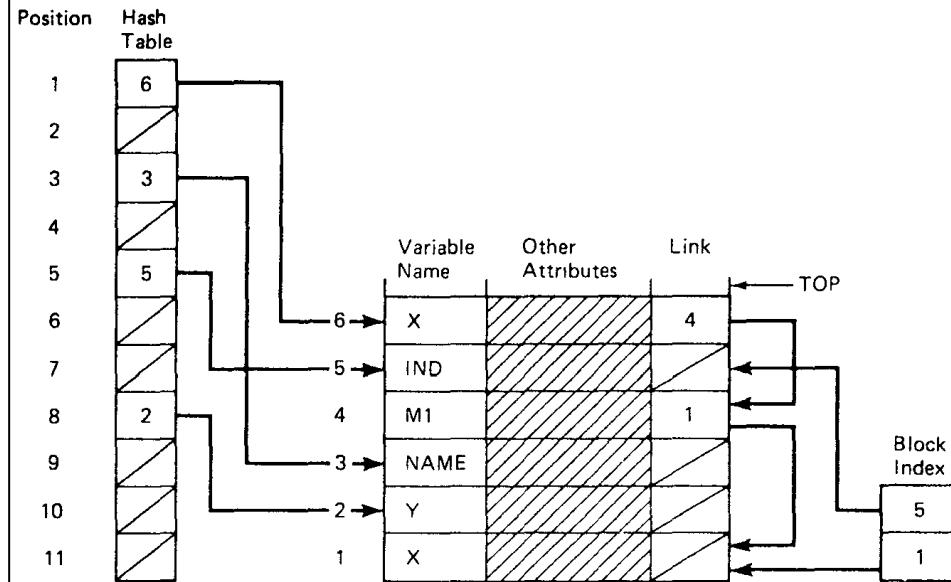 Position Hash
Table
1 6
2
3 3
4
5 5
6
7
8 2
9
10
11
Variable Other Link
Name Attributes
TOP
6 X 4
5 IND
4 M1 1
3 NAME
2 Y
1 X
Block
Index
5
1